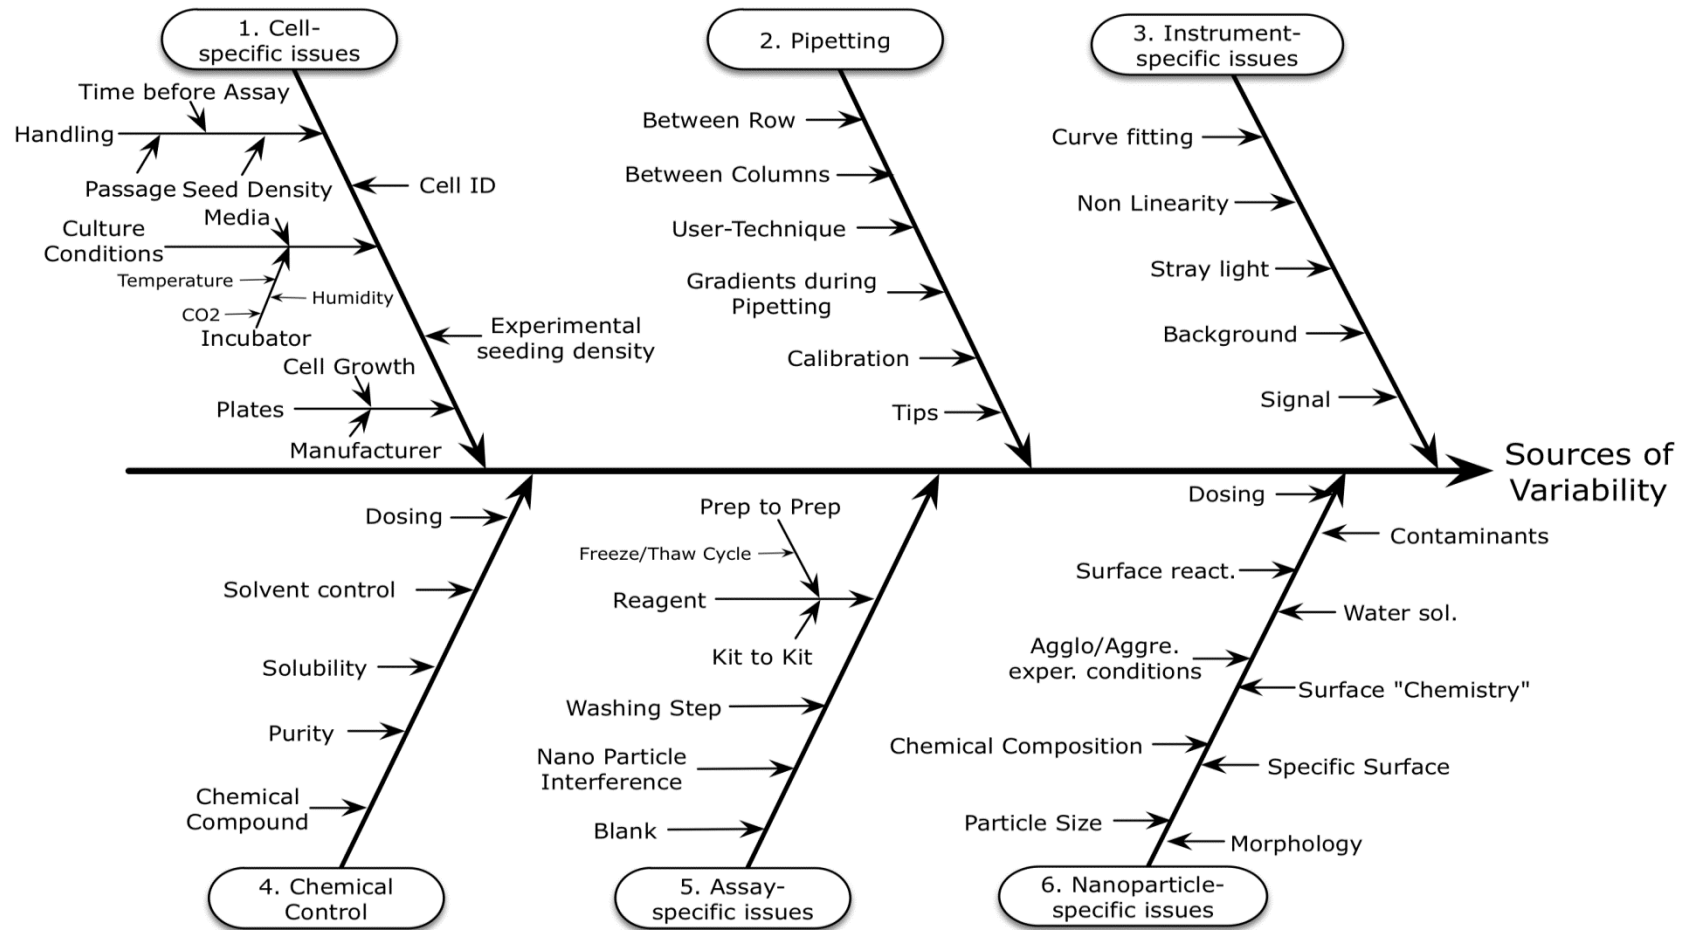 1. Cell-
specific issues
Time before Assay
Handling
Passage
Seed Density
Cell ID
Media
Culture
Conditions
Temperature
Humidity
CO2
Incubator
Experimental
seeding density
Cell Growth
Plates
Manufacturer
2. Pipetting
Between Row
Between Columns
User-Technique
Gradients during
Pipetting
Calibration
Tips
3. Instrument-
specific issues
Curve fitting
Non Linearity
Stray light
Background
Signal
Sources of
Variability
Dosing
Solvent control
Solubility
Purity
Chemical
Compound
4. Chemical
Control
Prep to Prep
Freeze/Thaw Cycle
Reagent
Kit to Kit
Washing Step
Nano Particle
Interference
Blank
5. Assay-
specific issues
Dosing
Contaminants
Surface react.
Water sol.
Agglo/Aggre.
exper. conditions
Surface "Chemistry"
Chemical Composition
Specific Surface
Particle Size
Morphology
6. Nanoparticle-
specific issues